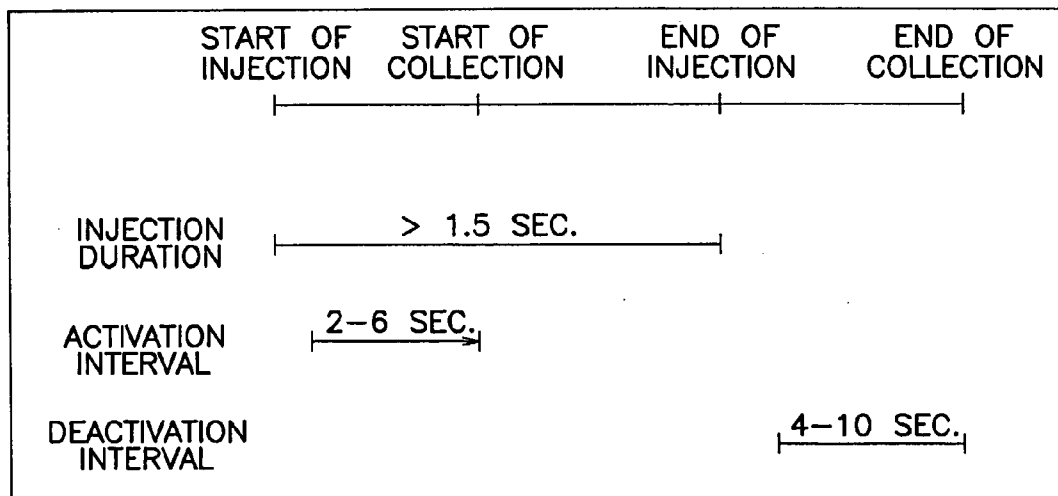 START OF INJECTION
START OF COLLECTION
END OF INJECTION
END OF COLLECTION
INJECTION DURATION
> 1.5 SEC.
ACTIVATION INTERVAL
2–6 SEC.
DEACTIVATION INTERVAL
4–10 SEC.